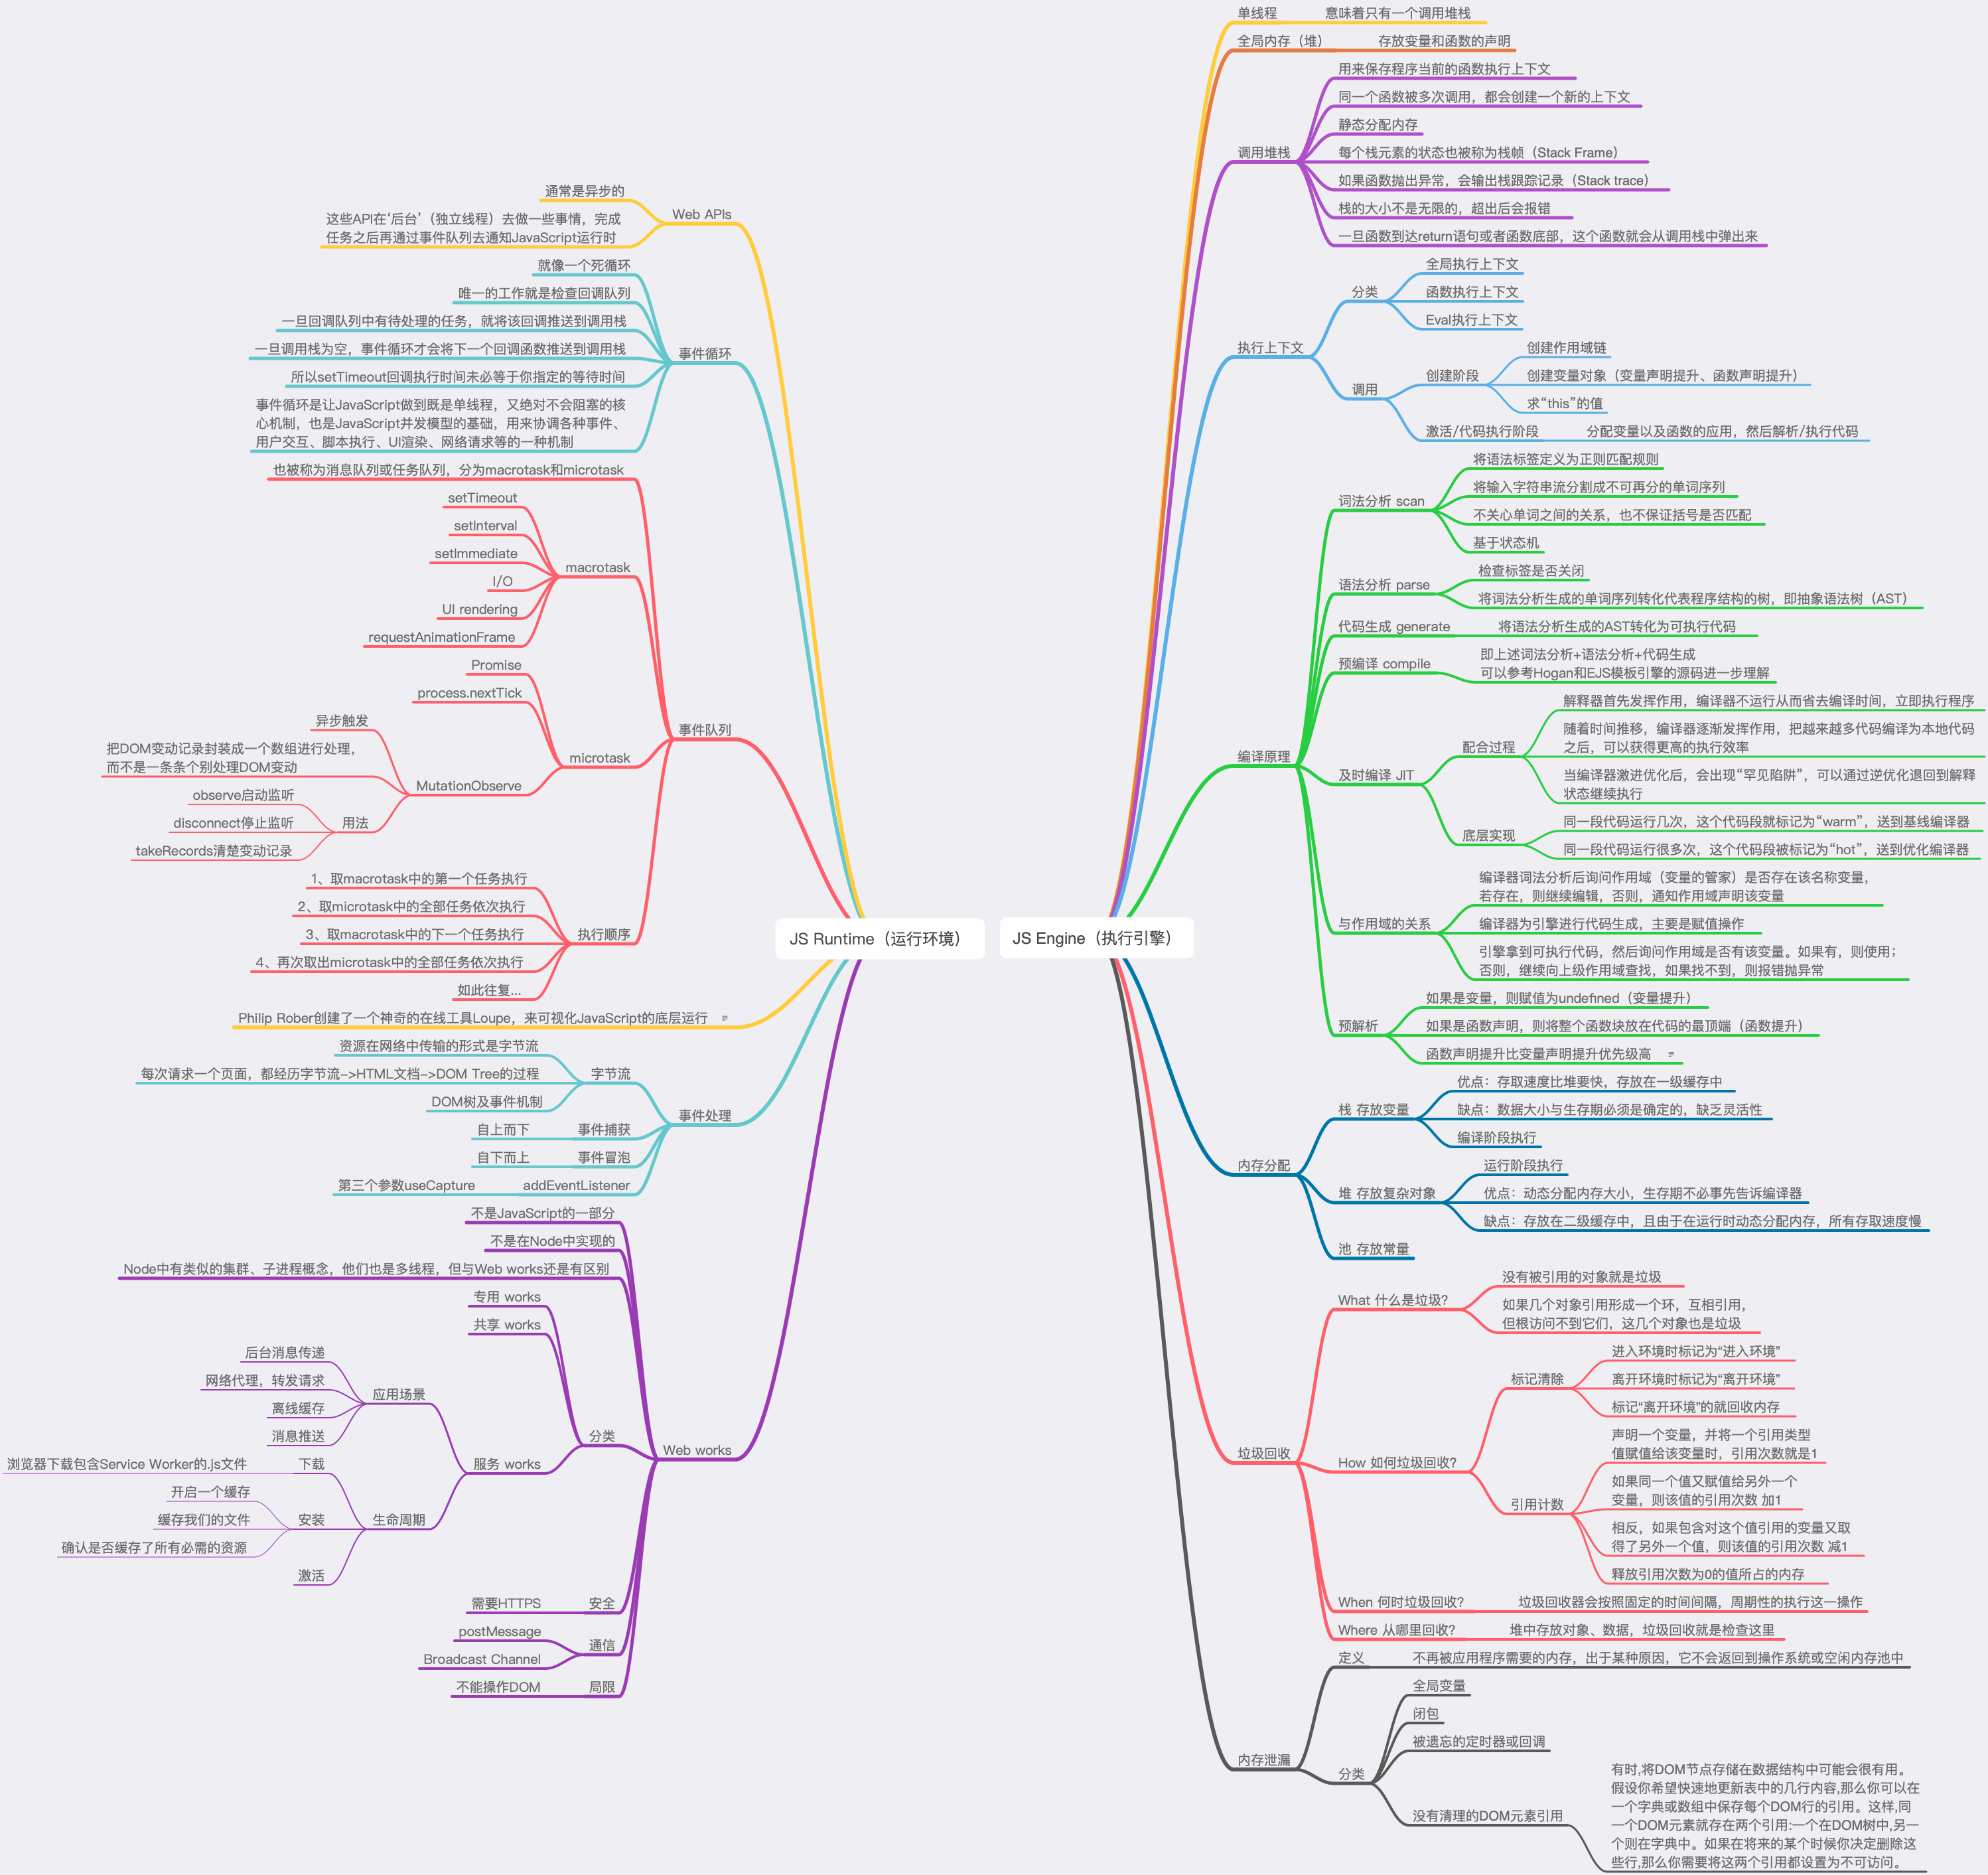 JS Runtime（运行环境）
Web APIs
通常是异步的
这些API在‘后台’（独立线程）去做一些事情，完成
任务之后再通过事件队列去通知JavaScript运行时
事件循环
就像一个死循环
唯一的工作就是检查回调队列
一旦回调队列中有待处理的任务，就将该回调推送到调用栈
一旦调用栈为空，事件循环才会将下一个回调函数推送到调用栈
所以setTimeout回调执行时间未必等于你指定的等待时间
事件循环是让JavaScript做到既是单线程，又绝对不会阻塞的核
心机制，也是JavaScript并发模型的基础，用来协调各种事件、
用户交互、脚本执行、UI渲染、网络请求等的一种机制
事件队列
也被称为消息队列或任务队列，分为macrotask和microtask
macrotask
setTimeout
setInterval
setImmediate
I/O
UI rendering
requestAnimationFrame
microtask
Promise
process.nextTick
MutationObserve
异步触发
把DOM变动记录封装成一个数组进行处理，
而不是一条条个别处理DOM变动
用法
observe启动监听
disconnect停止监听
takeRecords清楚变动记录
执行顺序
1、取macrotask中的第一个任务执行
2、取microtask中的全部任务依次执行
3、取macrotask中的下一个任务执行
4、再次取出microtask中的全部任务依次执行
如此往复...
Philip Rober创建了一个神奇的在线工具Loupe，来可视化JavaScript的底层运行
事件处理
字节流
资源在网络中传输的形式是字节流
每次请求一个页面，都经历字节流->HTML文档->DOM Tree的过程
DOM树及事件机制
事件捕获
自上而下
事件冒泡
自下而上
addEventListener
第三个参数useCapture
Web works
不是JavaScript的一部分
不是在Node中实现的
Node中有类似的集群、子进程概念，他们也是多线程，但与Web works还是有区别
分类
专用 works
共享 works
服务 works
应用场景
后台消息传递
网络代理，转发请求
离线缓存
消息推送
生命周期
下载
浏览器下载包含Service Worker的.js文件
安装
开启一个缓存
缓存我们的文件
确认是否缓存了所有必需的资源
激活
安全
需要HTTPS
通信
postMessage
Broadcast Channel
局限
不能操作DOM
JS Engine（执行引擎）
单线程
意味着只有一个调用堆栈
全局内存（堆）
存放变量和函数的声明
调用堆栈
用来保存程序当前的函数执行上下文
同一个函数被多次调用，都会创建一个新的上下文
静态分配内存
每个栈元素的状态也被称为栈帧（Stack Frame）
如果函数抛出异常，会输出栈跟踪记录（Stack trace）
栈的大小不是无限的，超出后会报错
一旦函数到达return语句或者函数底部，这个函数就会从调用栈中弹出来
执行上下文
分类
全局执行上下文
函数执行上下文
Eval执行上下文
调用
创建阶段
创建作用域链
创建变量对象（变量声明提升、函数声明提升）
求“this”的值
激活/代码执行阶段
分配变量以及函数的应用，然后解析/执行代码
编译原理
词法分析 scan
将语法标签定义为正则匹配规则
将输入字符串流分割成不可再分的单词序列
不关心单词之间的关系，也不保证括号是否匹配
基于状态机
语法分析 parse
检查标签是否关闭
将词法分析生成的单词序列转化代表程序结构的树，即抽象语法树（AST）
代码生成 generate
将语法分析生成的AST转化为可执行代码
预编译 compile
即上述词法分析+语法分析+代码生成
可以参考Hogan和EJS模板引擎的源码进一步理解
及时编译 JIT
配合过程
解释器首先发挥作用，编译器不运行从而省去编译时间，立即执行程序
随着时间推移，编译器逐渐发挥作用，把越来越多代码编译为本地代码
之后，可以获得更高的执行效率
当编译器激进优化后，会出现“罕见陷阱”，可以通过逆优化退回到解释
状态继续执行
底层实现
同一段代码运行几次，这个代码段就标记为“warm”，送到基线编译器
同一段代码运行很多次，这个代码段被标记为“hot”，送到优化编译器
与作用域的关系
编译器词法分析后询问作用域（变量的管家）是否存在该名称变量，
若存在，则继续编辑，否则，通知作用域声明该变量
编译器为引擎进行代码生成，主要是赋值操作
引擎拿到可执行代码，然后询问作用域是否有该变量。如果有，则使用；
否则，继续向上级作用域查找，如果找不到，则报错抛异常
预解析
如果是变量，则赋值为undefined（变量提升）
如果是函数声明，则将整个函数块放在代码的最顶端（函数提升）
函数声明提升比变量声明提升优先级高
内存分配
栈 存放变量
优点：存取速度比堆要快，存放在一级缓存中
缺点：数据大小与生存期必须是确定的，缺乏灵活性
编译阶段执行
堆 存放复杂对象
运行阶段执行
优点：动态分配内存大小，生存期不必事先告诉编译器
缺点：存放在二级缓存中，且由于在运行时动态分配内存，所有存取速度慢
池 存放常量
垃圾回收
What 什么是垃圾?
没有被引用的对象就是垃圾
如果几个对象引用形成一个环，互相引用，
但根访问不到它们，这几个对象也是垃圾
How 如何垃圾回收?
标记清除
进入环境时标记为“进入环境”
离开环境时标记为“离开环境”
标记“离开环境”的就回收内存
引用计数
声明一个变量，并将一个引用类型
值赋值给该变量时，引用次数就是1
如果同一个值又赋值给另外一个
变量，则该值的引用次数 加1
相反，如果包含对这个值引用的变量又取
得了另外一个值，则该值的引用次数 减1
释放引用次数为0的值所占的内存
When 何时垃圾回收?
垃圾回收器会按照固定的时间间隔，周期性的执行这一操作
Where 从哪里回收?
堆中存放对象、数据，垃圾回收就是检查这里
内存泄漏
定义
不再被应用程序需要的内存，出于某种原因，它不会返回到操作系统或空闲内存池中
分类
全局变量
闭包
被遗忘的定时器或回调
没有清理的DOM元素引用
有时,将DOM节点存储在数据结构中可能会很有用。
假设你希望快速地更新表中的几行内容,那么你可以在
一个字典或数组中保存每个DOM行的引用。这样,同
一个DOM元素就存在两个引用:一个在DOM树中,另一
个则在字典中。如果在将来的某个时候你决定删除这
些行,那么你需要将这两个引用都设置为不可访问。